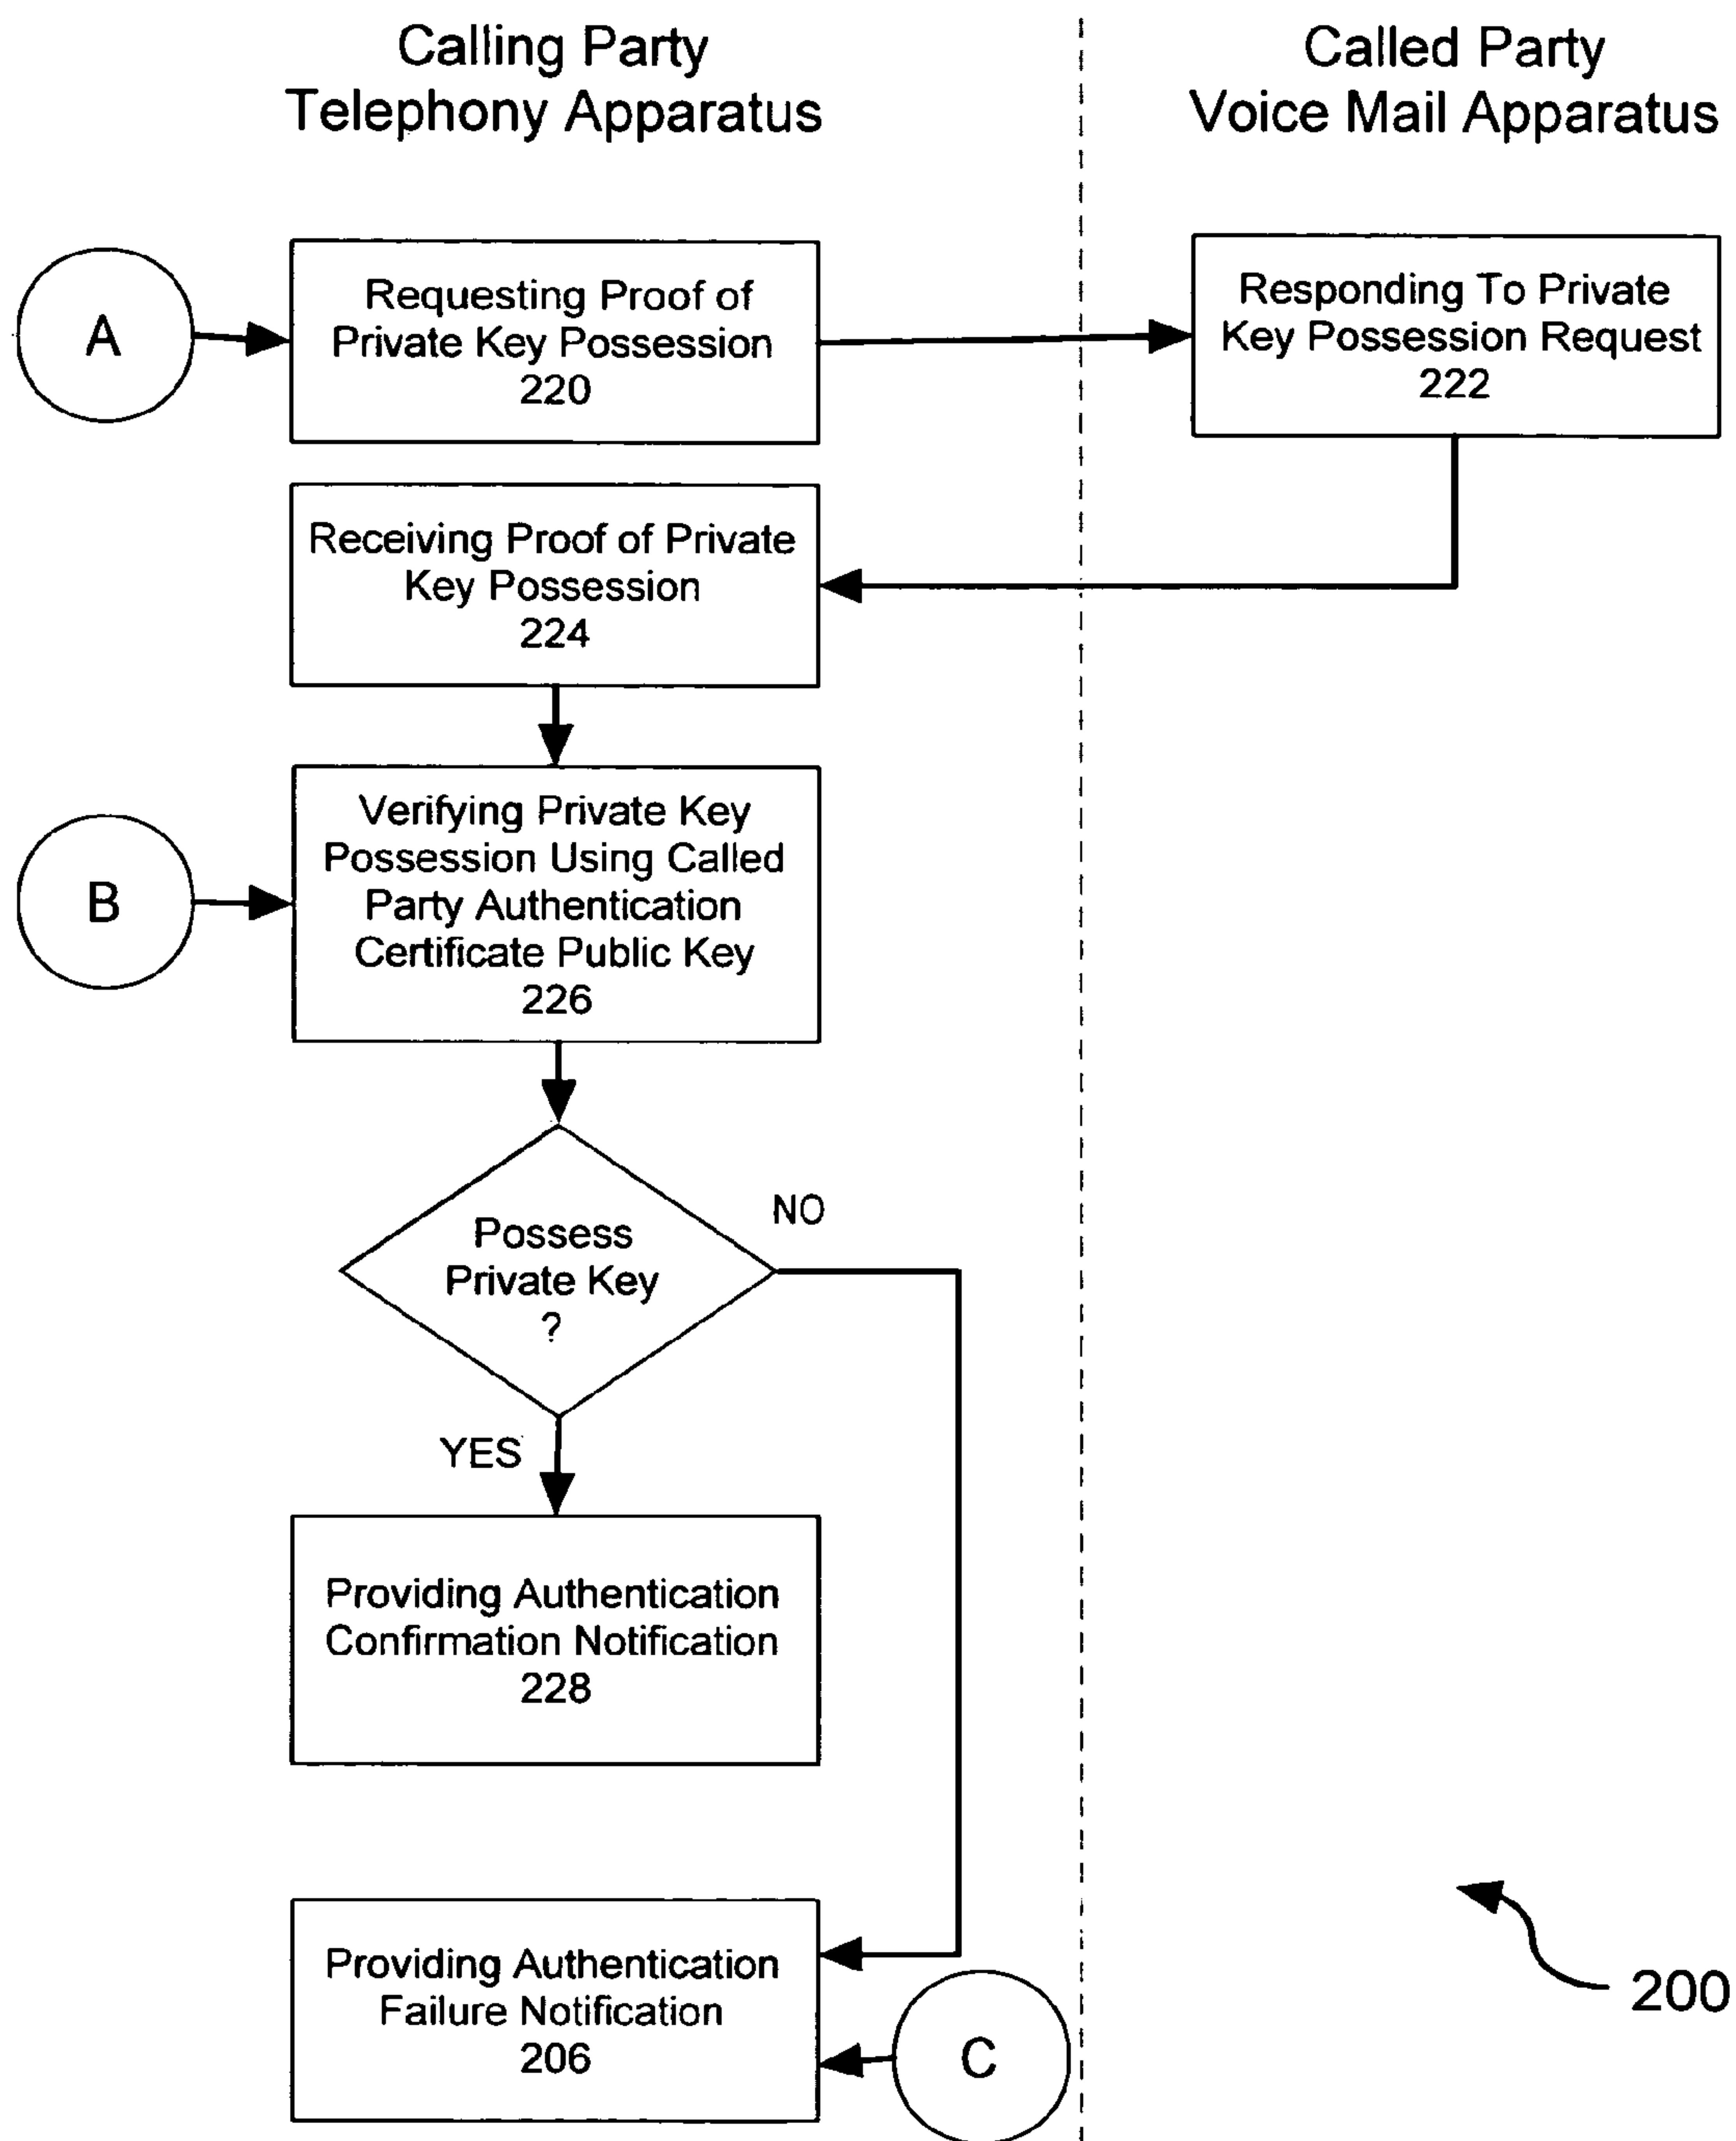 Calling Party
Telephony Apparatus
Called Party
Voice Mail Apparatus
A
Requesting Proof of
Private Key Possession
220
Responding To Private
Key Possession Request
222
Receiving Proof of Private
Key Possession
224
B
Verifying Private Key
Possession Using Called
Party Authentication
Certificate Public Key
226
Possess
Private Key
?
NO
YES
Providing Authentication
Confirmation Notification
228
Providing Authentication
Failure Notification
206
C
200